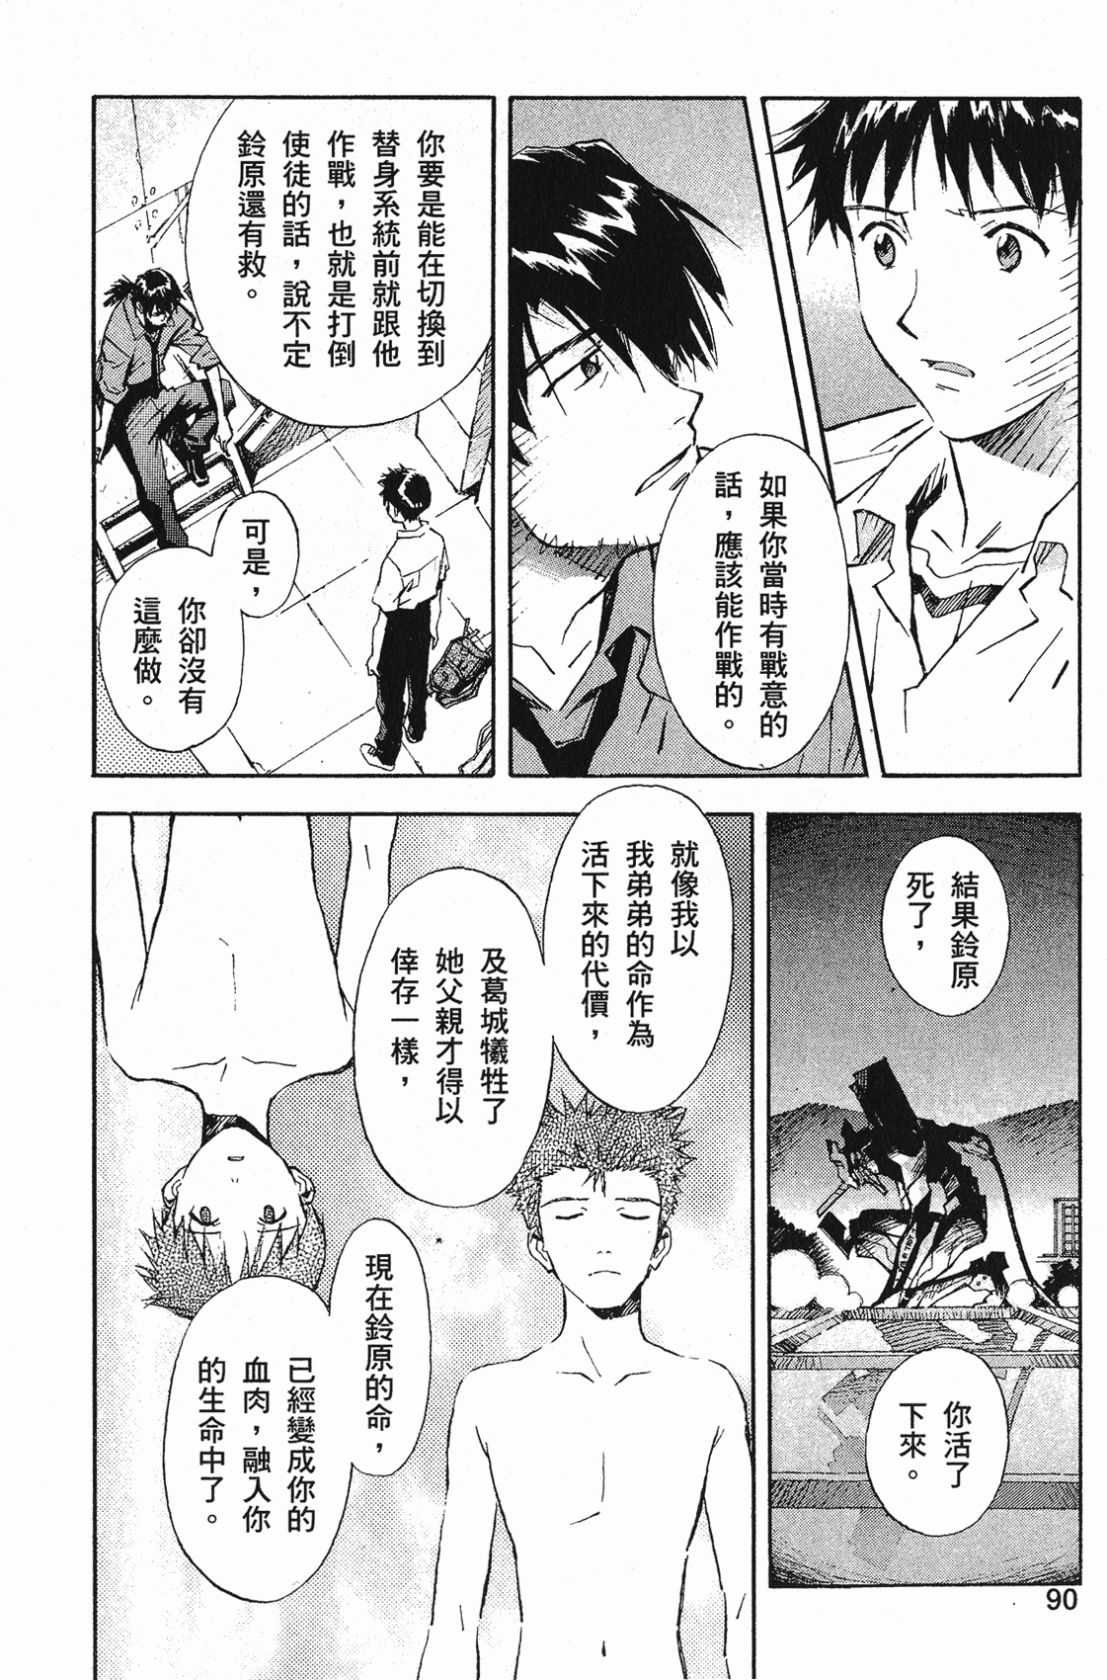 如果你當時有戰意的
話，應該能作戰的。
你要是能在切換到
替身系統前就跟他
作戰，也就是打倒
使徒的話，說不定
鈴原還有救。
可是，
你卻沒有
這麼做。
結果鈴原
死了，
你活了
下來。
就像我以
我弟弟的命作為
活下來的代價，
及葛城犧牲了
她父親才得以
倖存一樣，
現在鈴原的命，
已經變成你的
血肉，融入你
的生命中了。
90